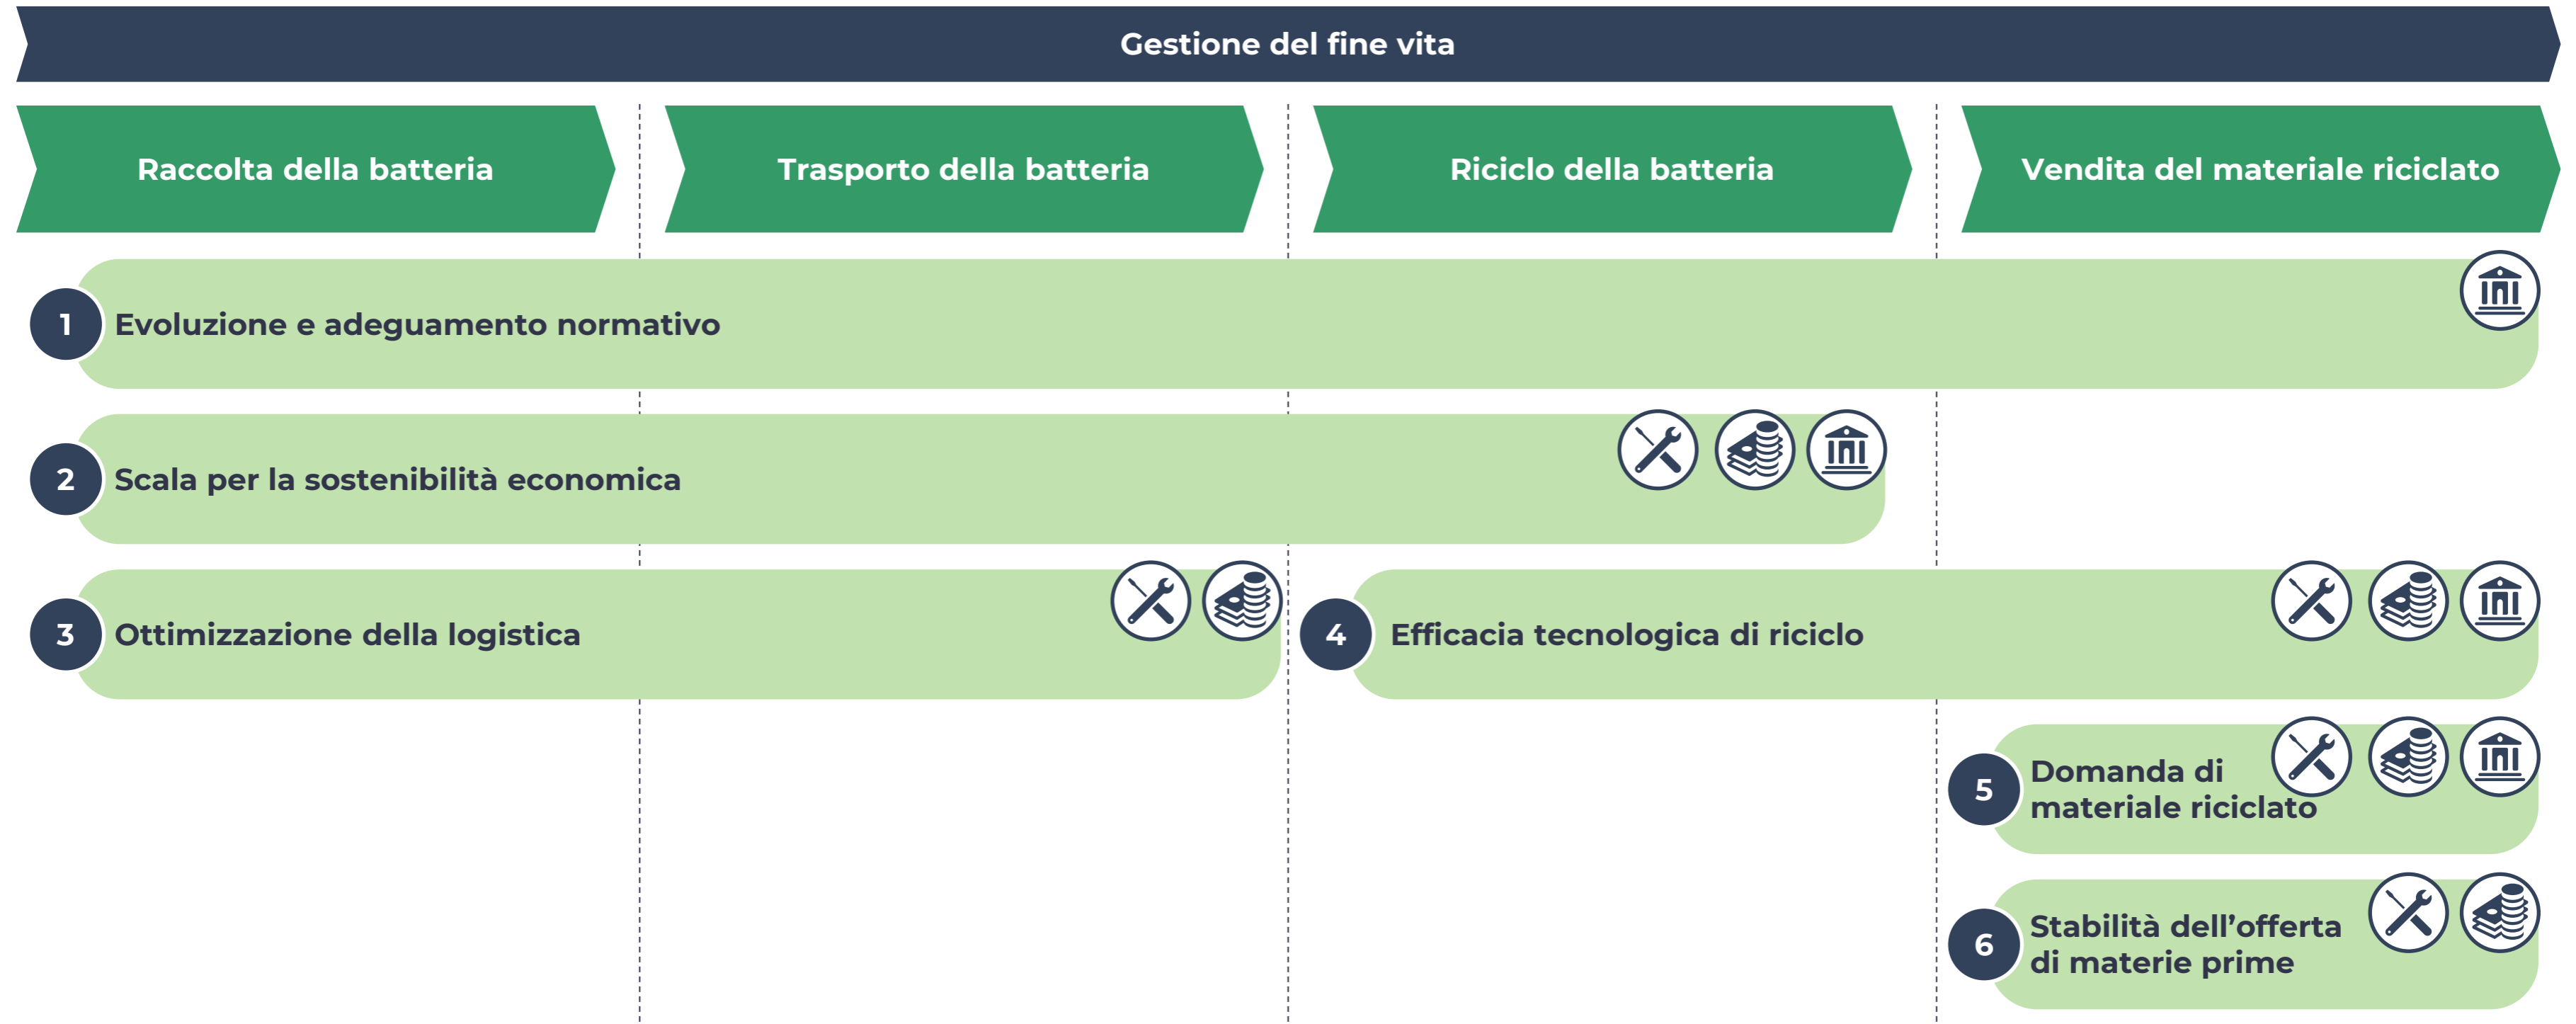 Gestione del fine vita
Raccolta della batteria
Trasporto della batteria
Riciclo della batteria
Vendita del materiale riciclato
1 Evoluzione e adeguamento normativo
2 Scala per la sostenibilità economica
3 Ottimizzazione della logistica
4 Efficacia tecnologica di riciclo
5 Domanda di
materiale riciclato
6 Stabilità dell’offerta
di materie prime